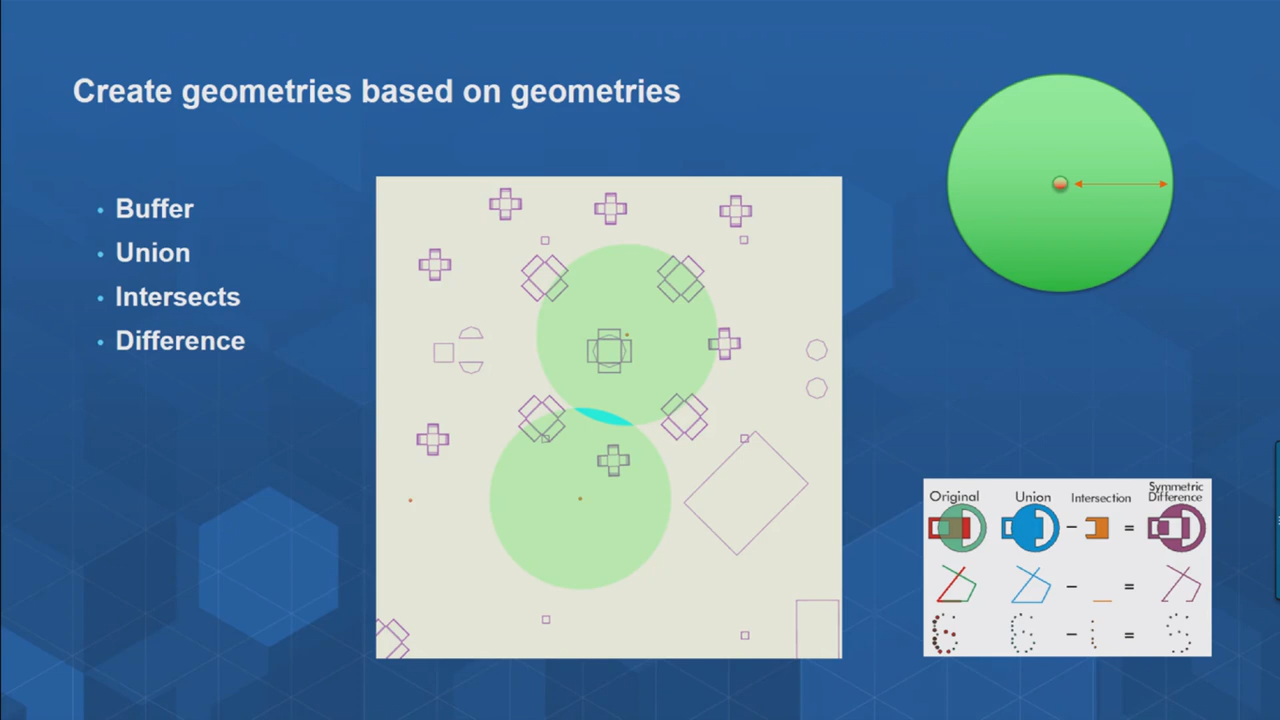 Create geometries based on geometries
• Buffer
• Union
• Intersects
• Difference
Original Union Intersection Symmetric Difference
− =
− =
− =